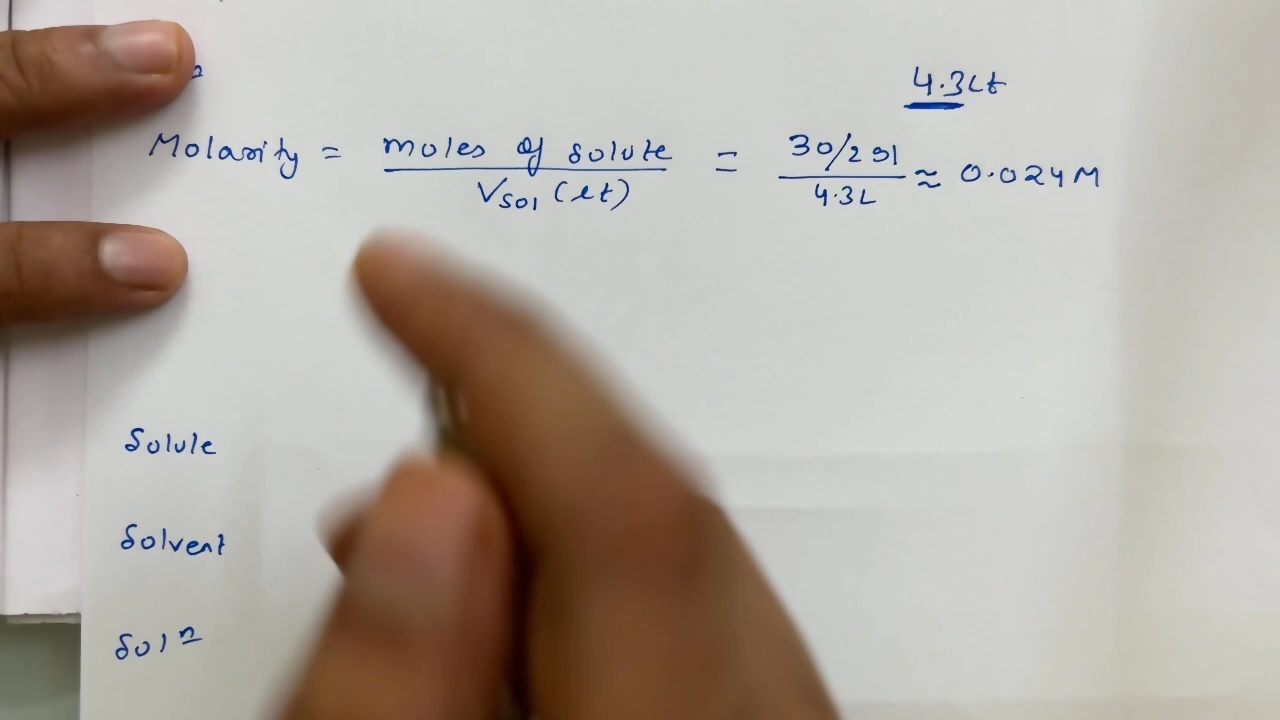 4.3Lt
Molarity = moles of solute / Vsol (lt) = 30/291 / 4.3L ≈ 0.024M
Solute
Solvent
Solⁿ